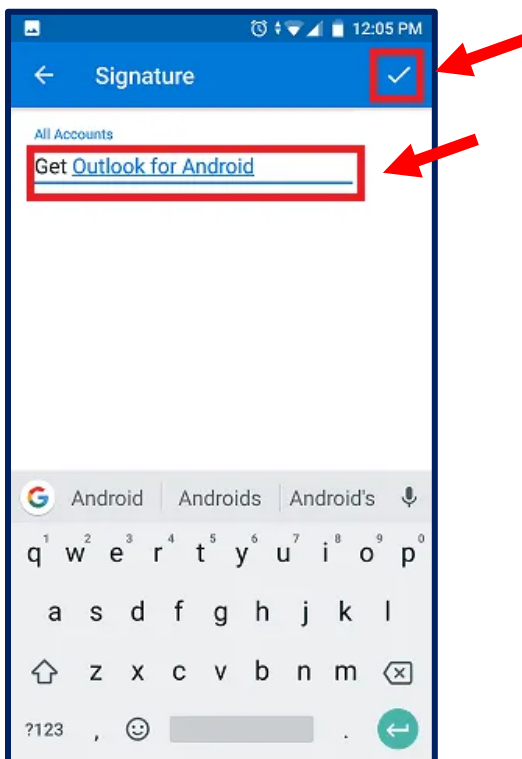 12:05 PM
Signature
All Accounts
Get Outlook for Android
G Android Androids Android's
1 2 3 4 5 6 7 8 9 0
q w e r t y u i o p
a s d f g h j k l
z x c v b n m
?123 , .